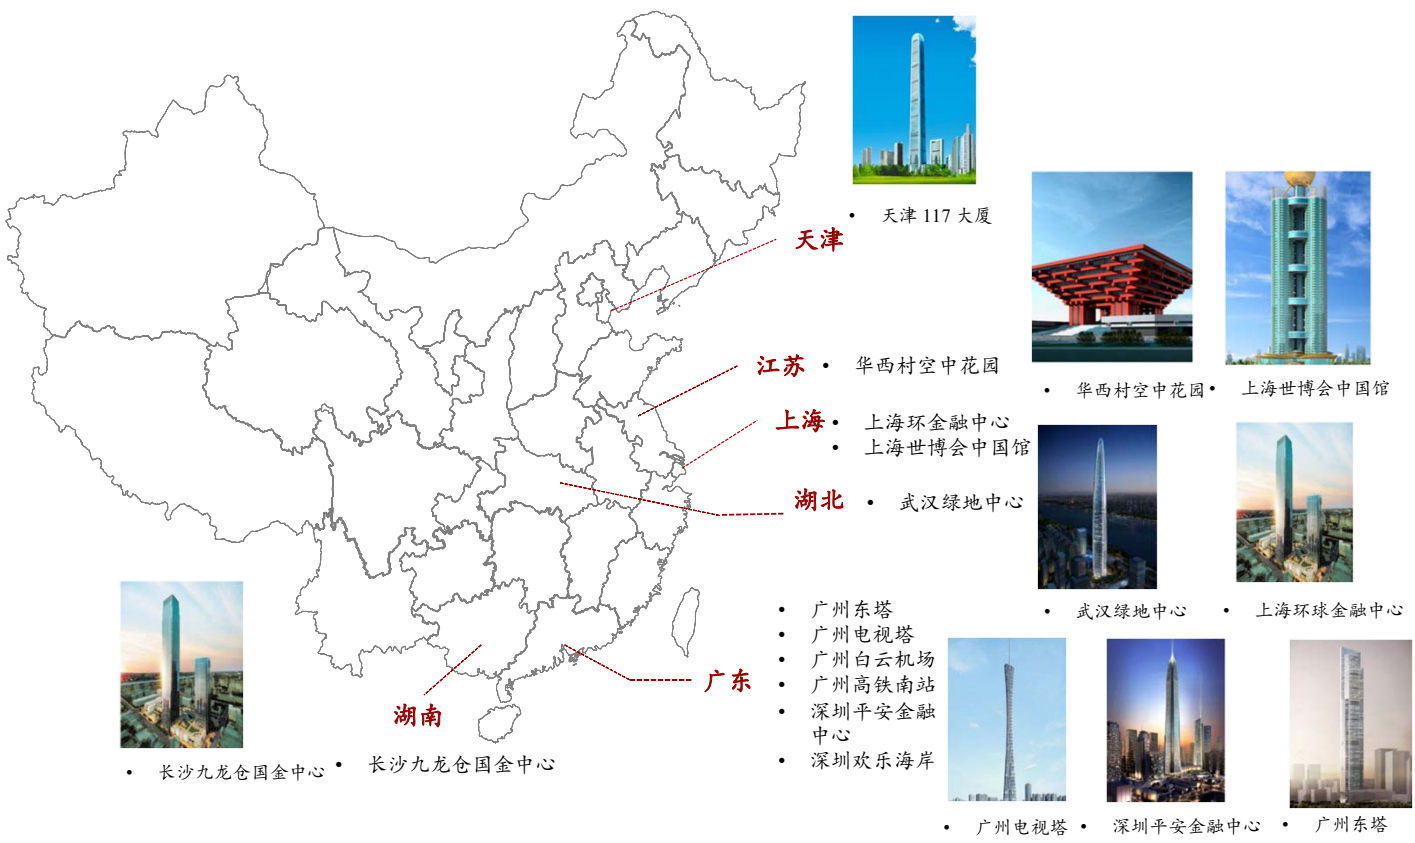 • 天津 117 大厦
天津
江苏 • 华西村空中花园
• 华西村空中花园 • 上海世博会中国馆
上海 • 上海环金融中心
• 上海世博会中国馆
湖北 • 武汉绿地中心
• 武汉绿地中心 • 上海环球金融中心
• 广州东塔
• 广州电视塔
• 广州白云机场
• 广州高铁南站
• 深圳平安金融
中心
• 深圳欢乐海岸
广东
湖南
• 长沙九龙仓国金中心 • 长沙九龙仓国金中心
• 广州电视塔 • 深圳平安金融中心 • 广州东塔